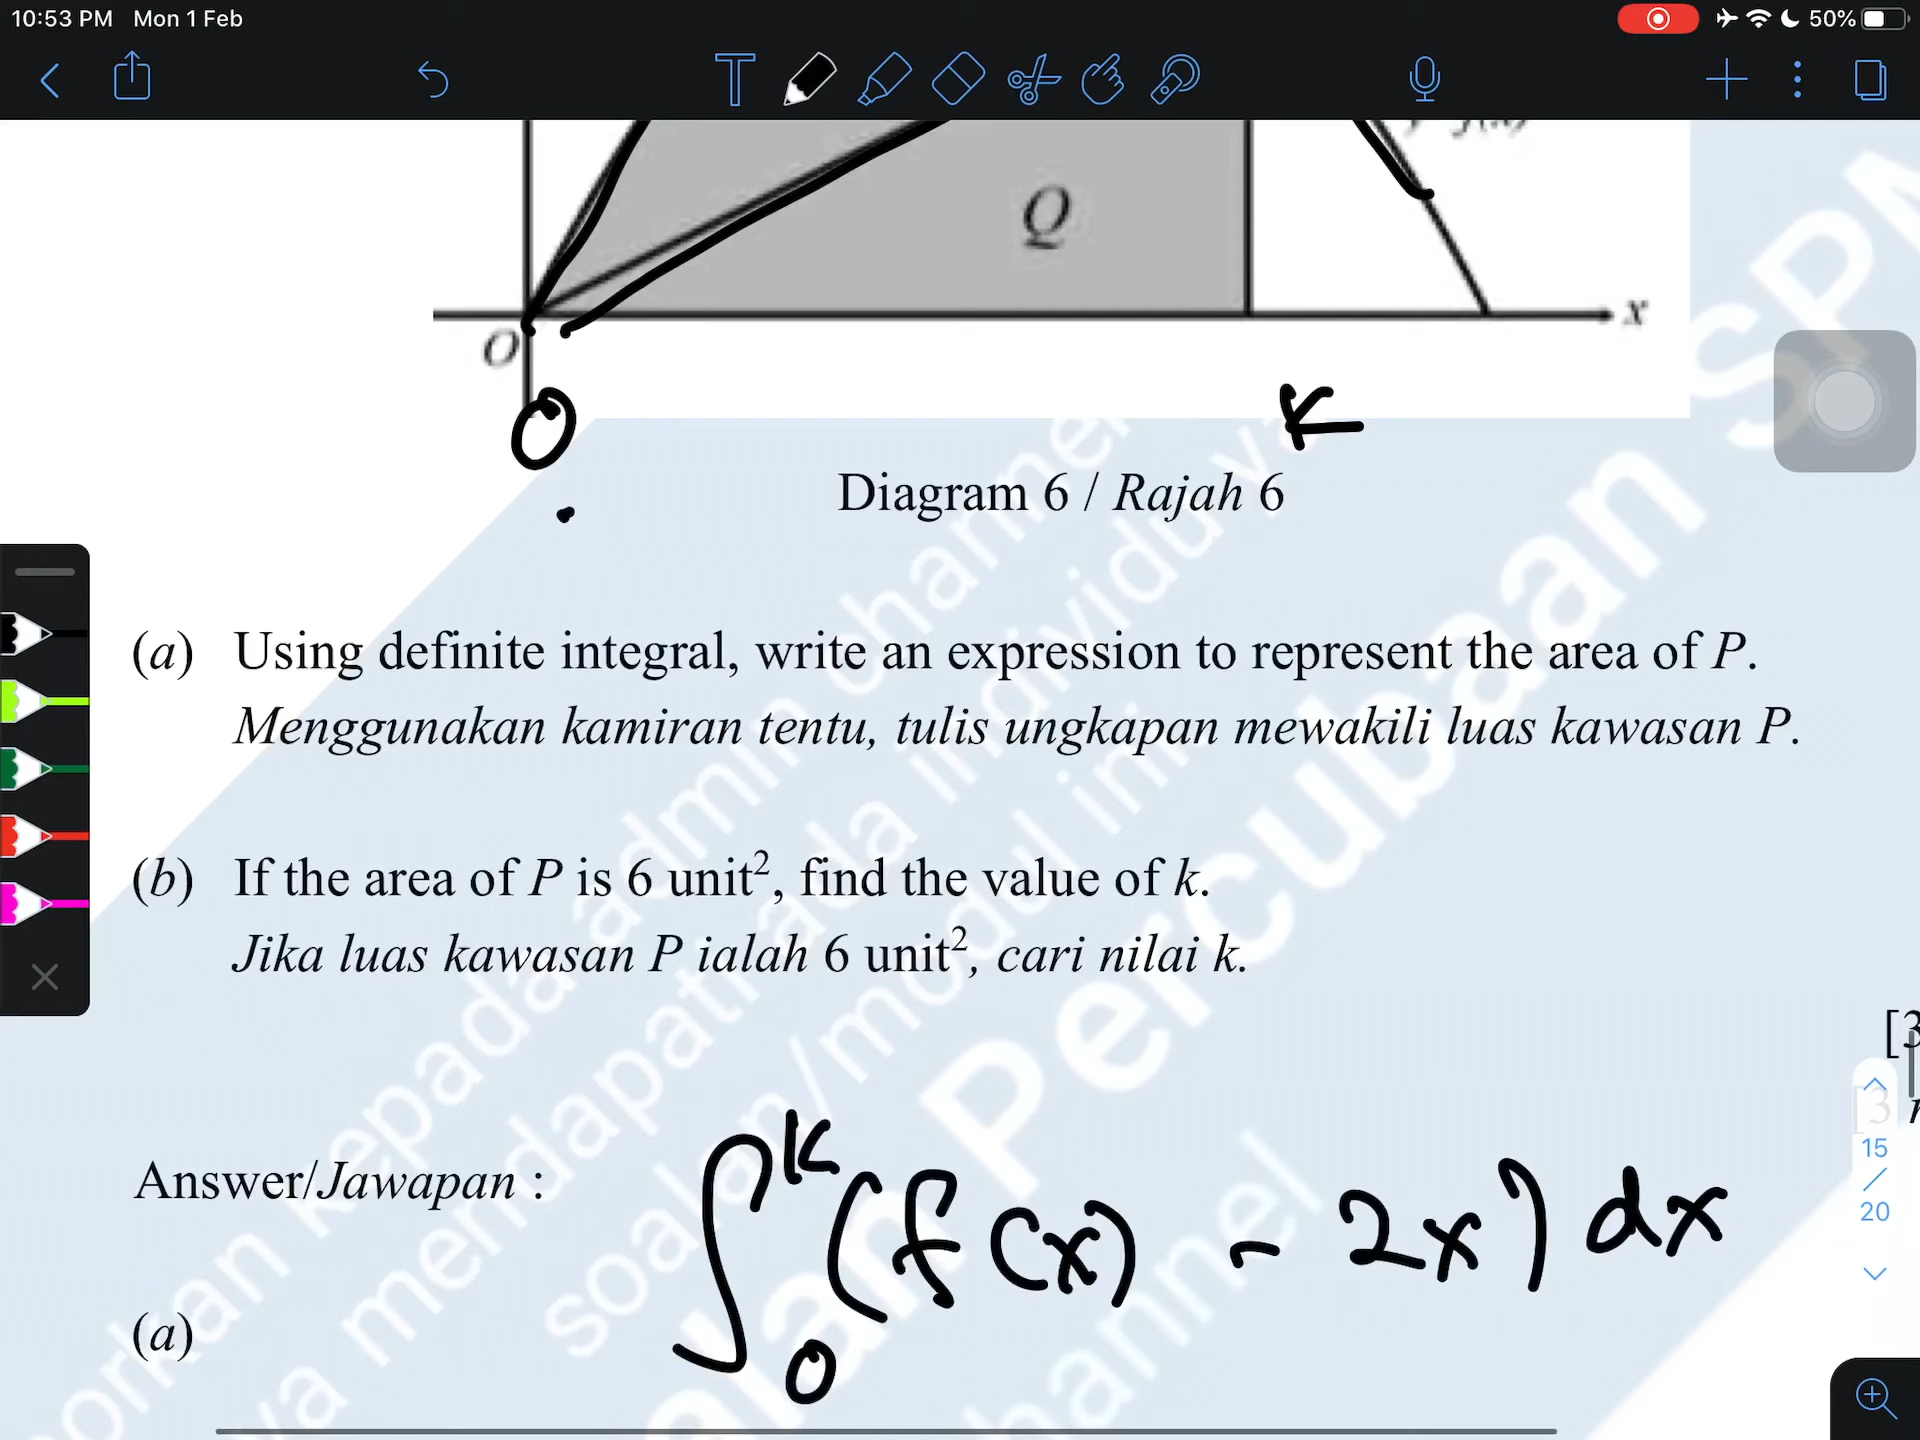 10:53 PM Mon 1 Feb
50%
Q
x
O
0
K
Diagram 6 / Rajah 6
(a) Using definite integral, write an expression to represent the area of P.
Menggunakan kamiran tentu, tulis ungkapan mewakili luas kawasan P.
(b) If the area of P is 6 unit², find the value of k.
Jika luas kawasan P ialah 6 unit², cari nilai k.
[3
15
/
20
Answer/Jawapan :
∫₀ᵏ (f(x) - 2x) dx
(a)